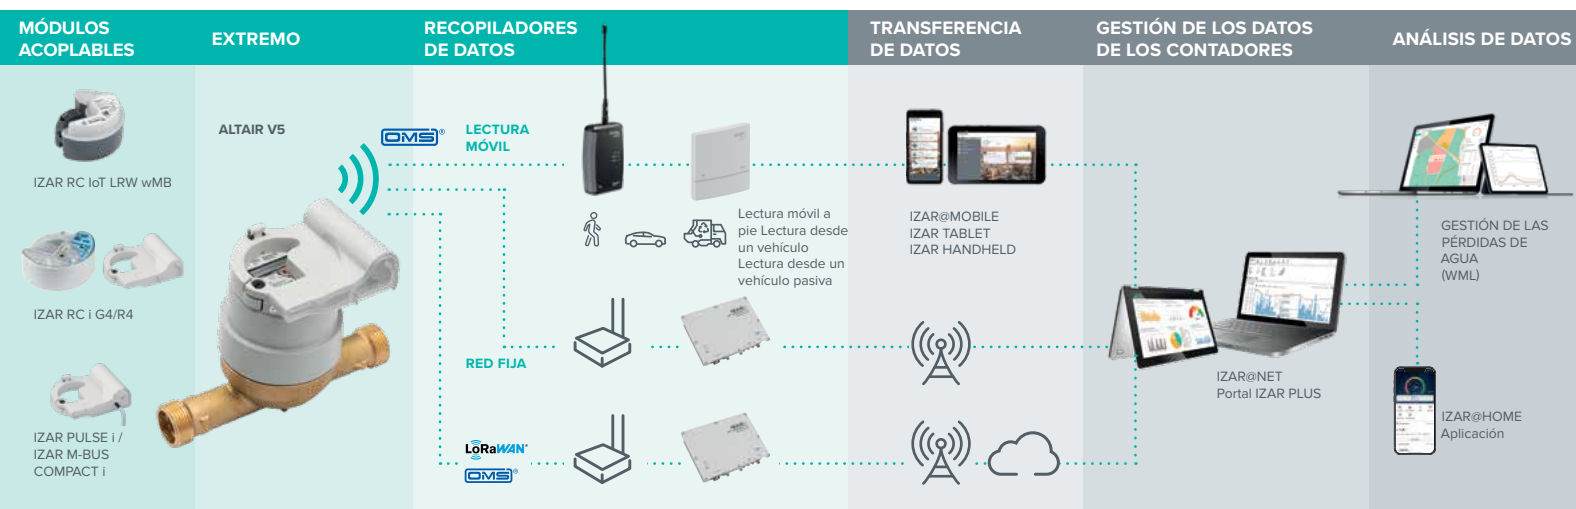 MÓDULOS
ACOPLABLES
EXTREMO
RECOPILADORES
DE DATOS
TRANSFERENCIA
DE DATOS
GESTIÓN DE LOS DATOS
DE LOS CONTADORES
ANÁLISIS DE DATOS
IZAR RC IoT LRW wMB
IZAR RC i G4/R4
IZAR PULSE i /
IZAR M-BUS
COMPACT i
ALTAIR V5
OMS®
LECTURA
MÓVIL
Lectura móvil a
pie Lectura desde
un vehículo
Lectura desde un
vehículo pasiva
RED FIJA
LoRaWAN®
OMS®
IZAR@MOBILE
IZAR TABLET
IZAR HANDHELD
IZAR@NET
Portal IZAR PLUS
GESTIÓN DE LAS
PÉRDIDAS DE
AGUA
(WML)
IZAR@HOME
Aplicación